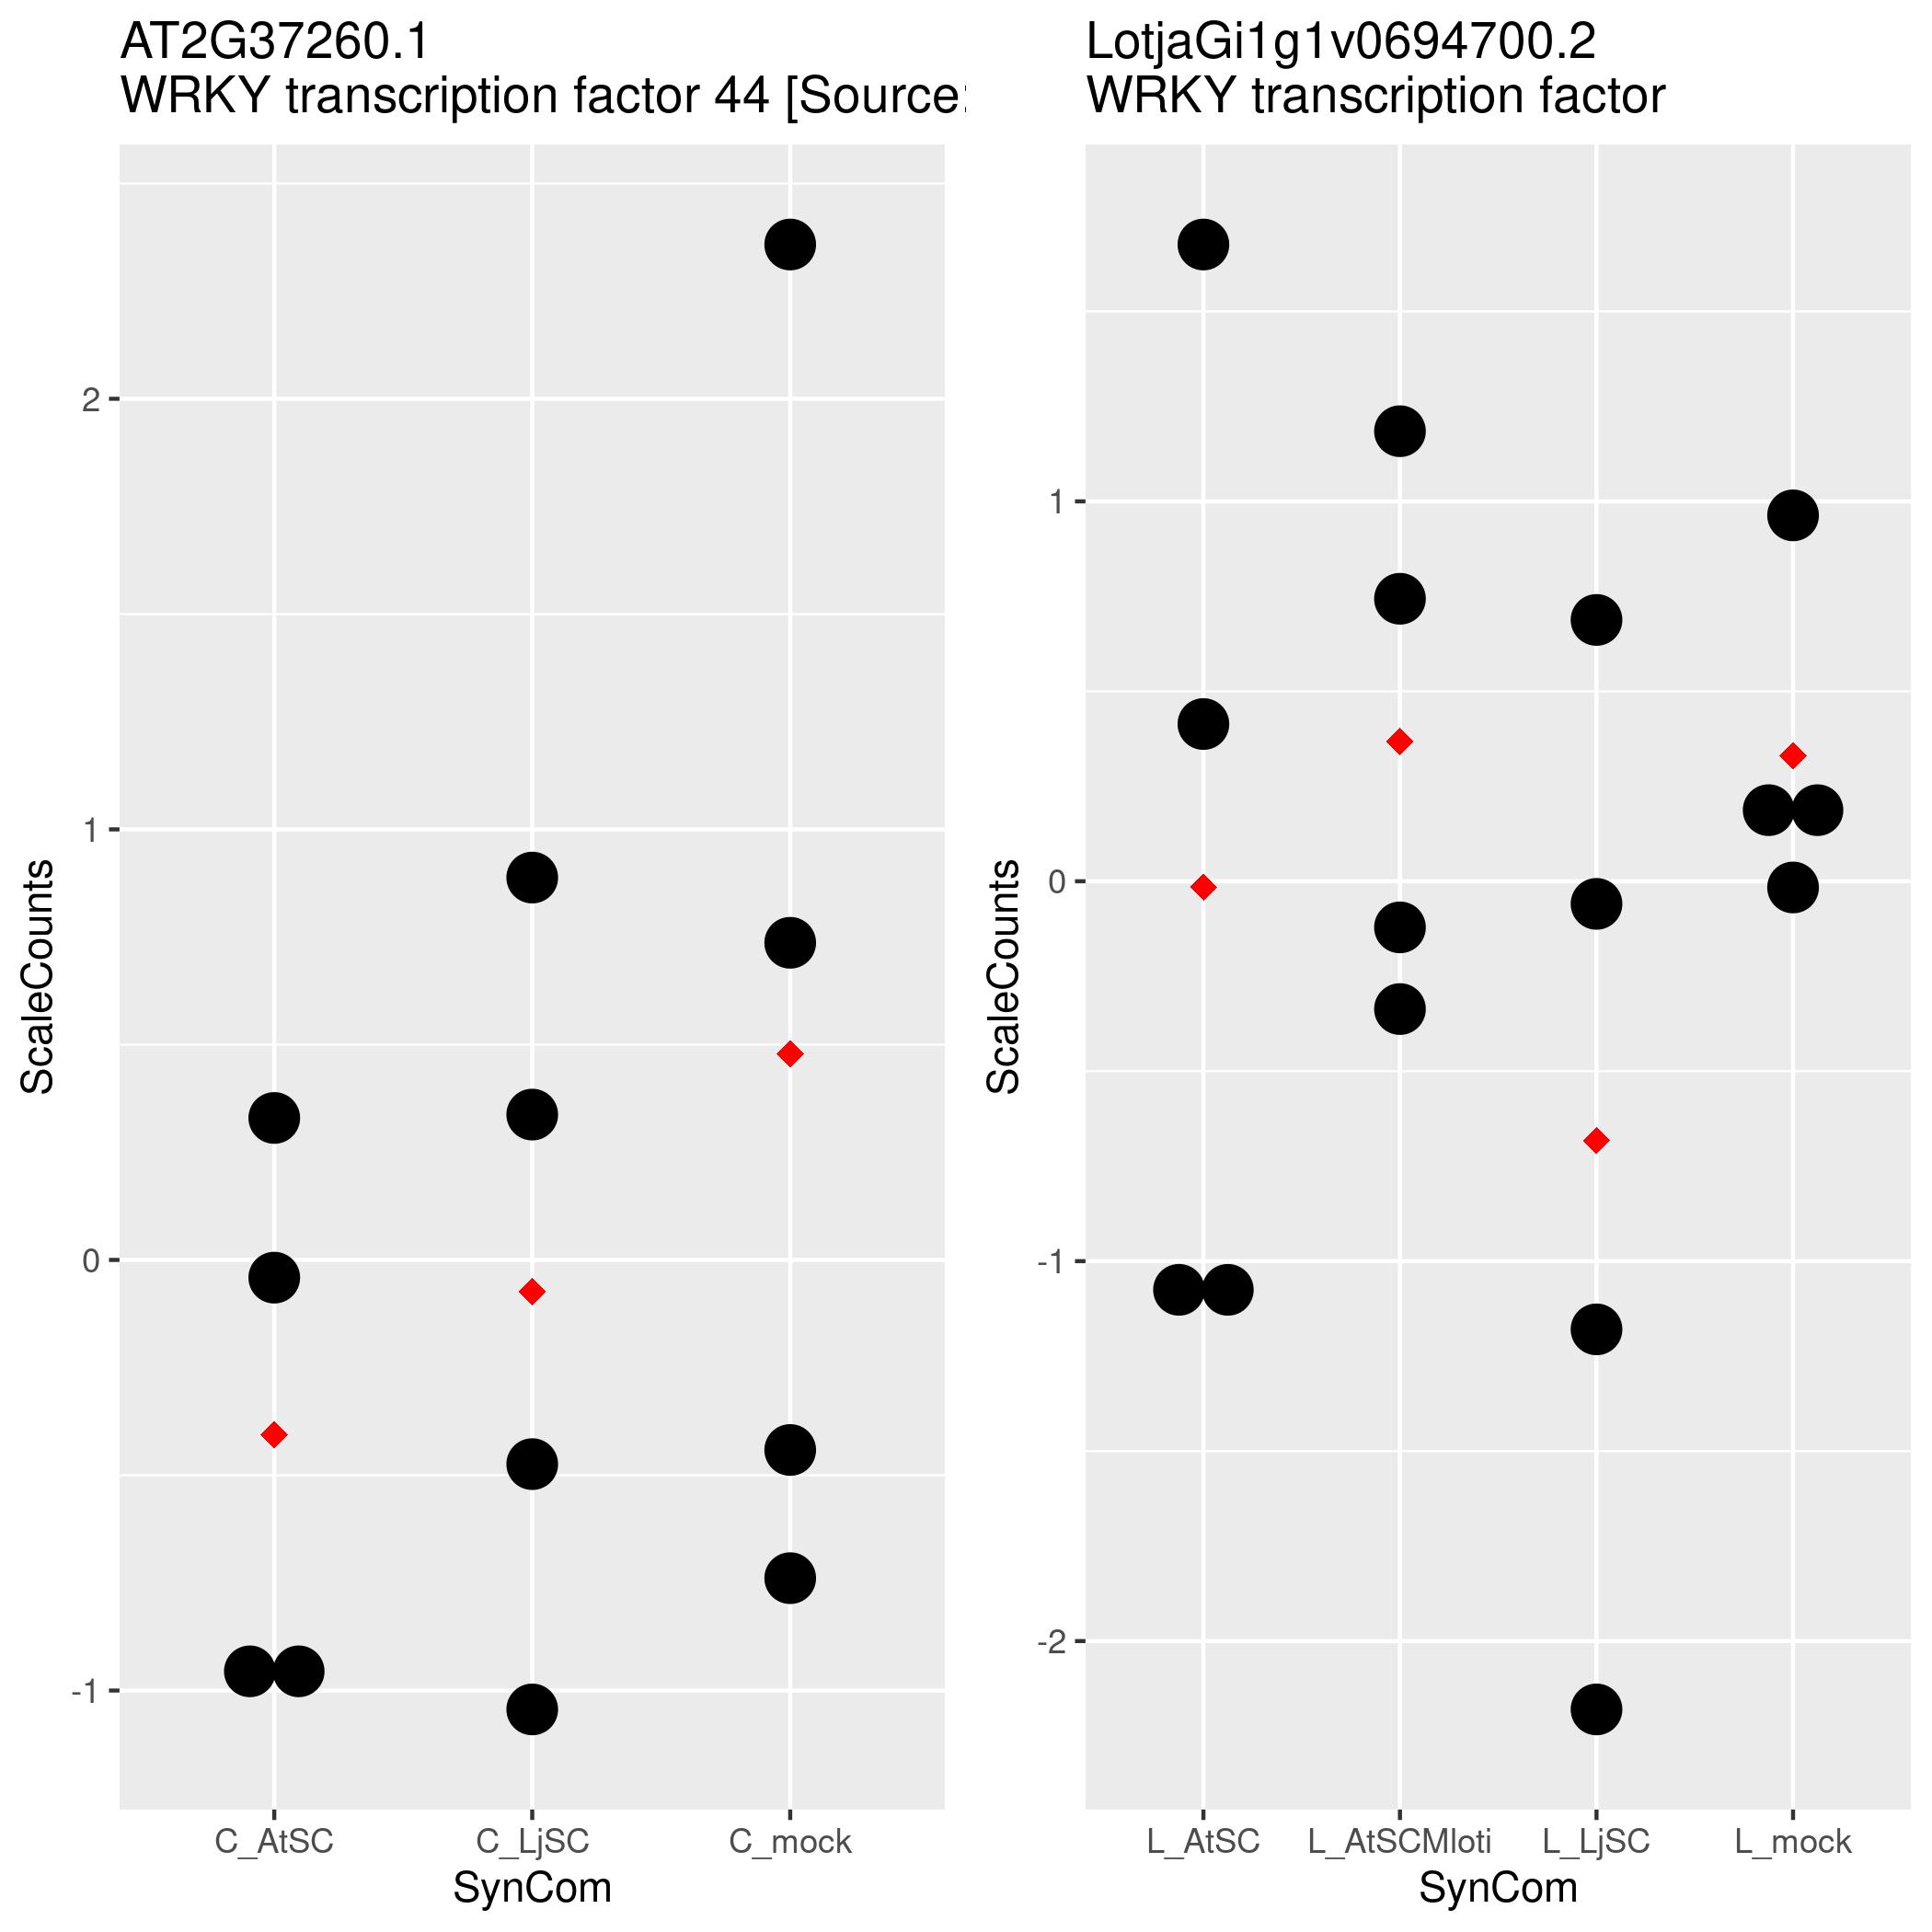 AT2G37260.1
WRKY transcription factor 44 [Source:
ScaleCounts
2
1
0
-1
C_AtSC C_LjSC C_mock
SynCom
LotjaGi1g1v0694700.2
WRKY transcription factor
ScaleCounts
1
0
-1
-2
L_AtSC L_AtSCMloti L_LjSC L_mock
SynCom